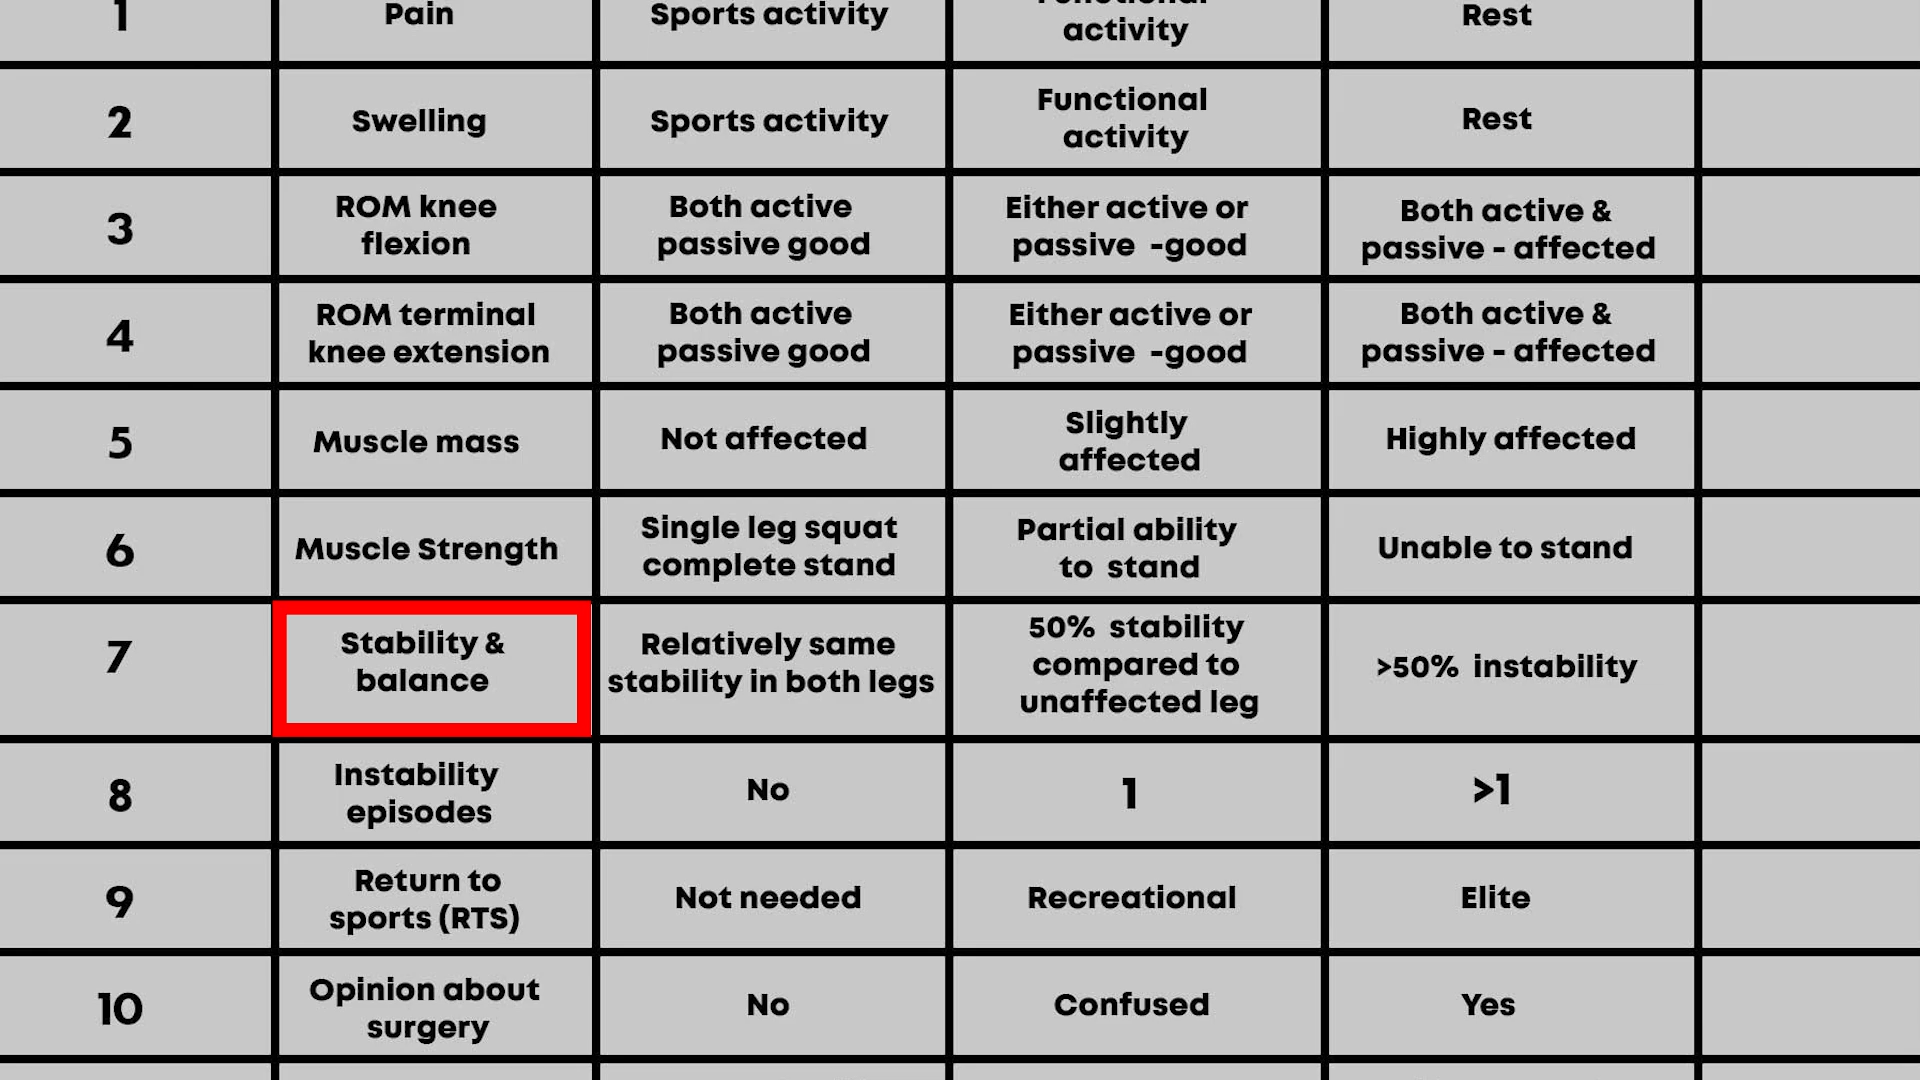 1
Pain
Sports activity
activity
Rest
2
Swelling
Sports activity
Functional
activity
Rest
3
ROM knee
flexion
Both active
passive good
Either active or
passive -good
Both active &
passive - affected
4
ROM terminal
knee extension
Both active
passive good
Either active or
passive -good
Both active &
passive - affected
5
Muscle mass
Not affected
Slightly
affected
Highly affected
6
Muscle Strength
Single leg squat
complete stand
Partial ability
to stand
Unable to stand
7
Stability &
balance
Relatively same
stability in both legs
50% stability
compared to
unaffected leg
>50% instability
8
Instability
episodes
No
1
>1
9
Return to
sports (RTS)
Not needed
Recreational
Elite
10
Opinion about
surgery
No
Confused
Yes